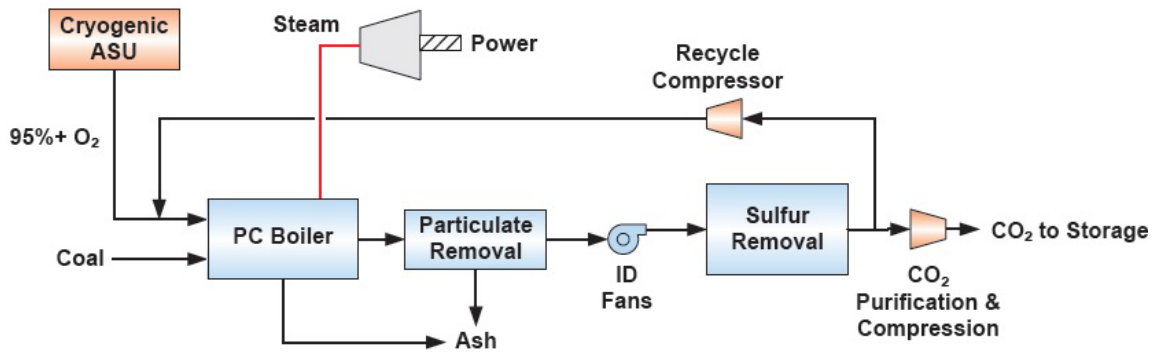 Cryogenic
ASU
Steam
Power
Recycle
Compressor
95%+ O₂
PC Boiler
Particulate
Removal
Sulfur
Removal
Coal
ID
Fans
CO₂ to Storage
CO₂
Purification &
Compression
Ash